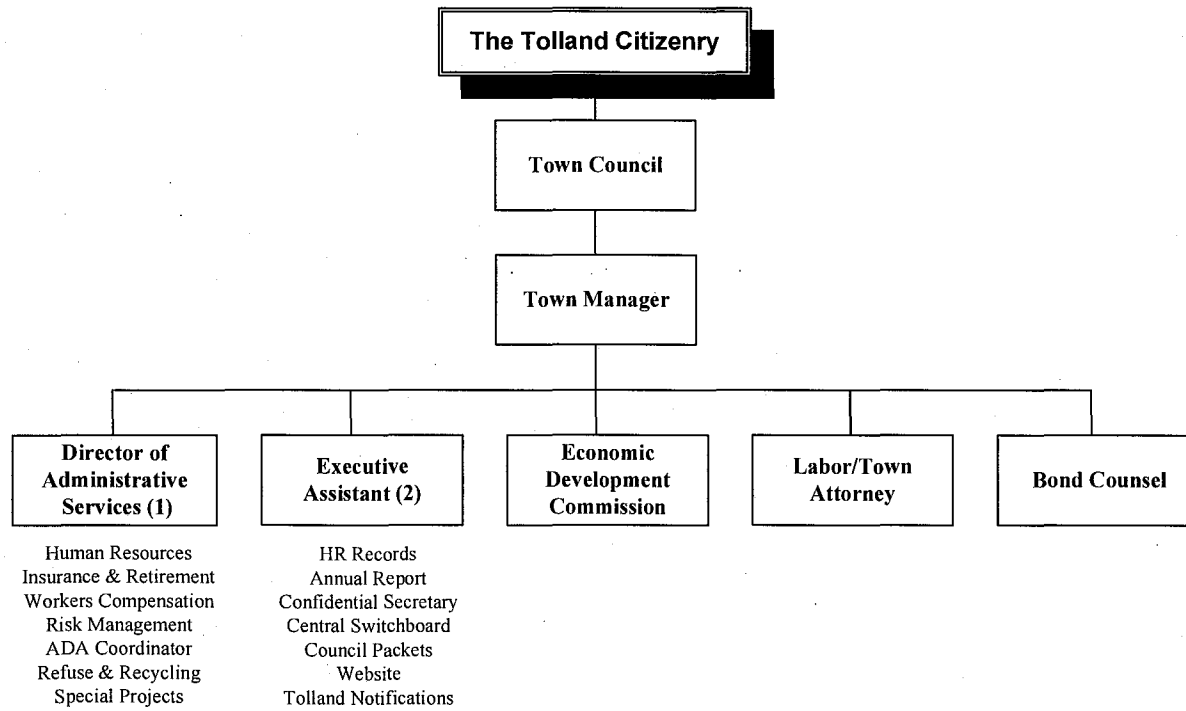 The Tolland Citizenry
Town Council
Town Manager
Director of
Administrative
Services (1)
Executive
Assistant (2)
Economic
Development
Commission
Labor/Town
Attorney
Bond Counsel
Human Resources
Insurance & Retirement
Workers Compensation
Risk Management
ADA Coordinator
Refuse & Recycling
Special Projects
HR Records
Annual Report
Confidential Secretary
Central Switchboard
Council Packets
Website
Tolland Notifications